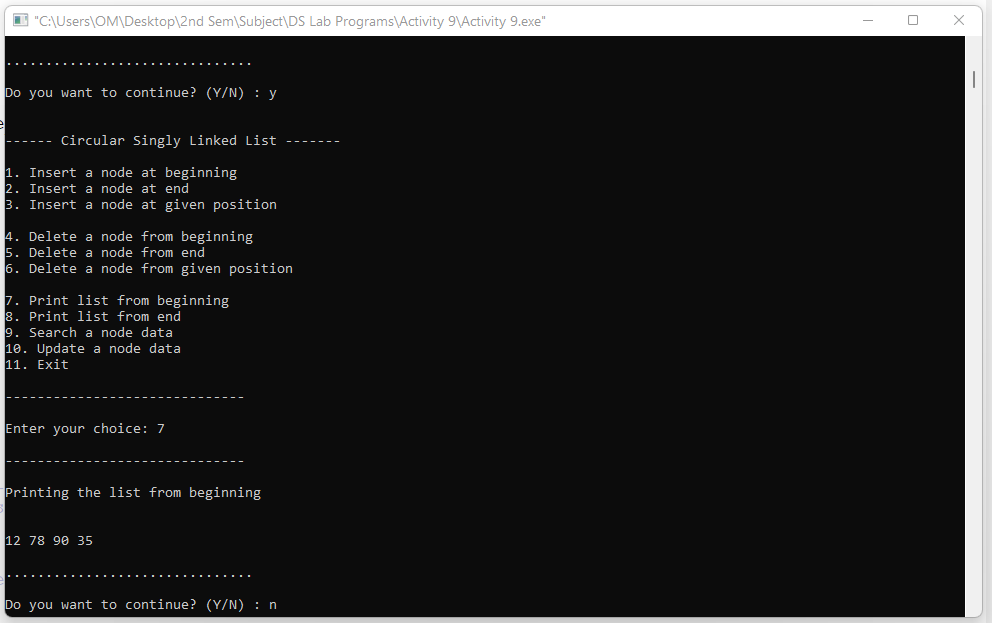 "C:\Users\OM\Desktop\2nd Sem\Subject\DS Lab Programs\Activity 9\Activity 9.exe"
...............................
Do you want to continue? (Y/N) : y
------ Circular Singly Linked List -------
1. Insert a node at beginning
2. Insert a node at end
3. Insert a node at given position
4. Delete a node from beginning
5. Delete a node from end
6. Delete a node from given position
7. Print list from beginning
8. Print list from end
9. Search a node data
10. Update a node data
11. Exit
------------------------------
Enter your choice: 7
------------------------------
Printing the list from beginning
12 78 90 35
...............................
Do you want to continue? (Y/N) : n